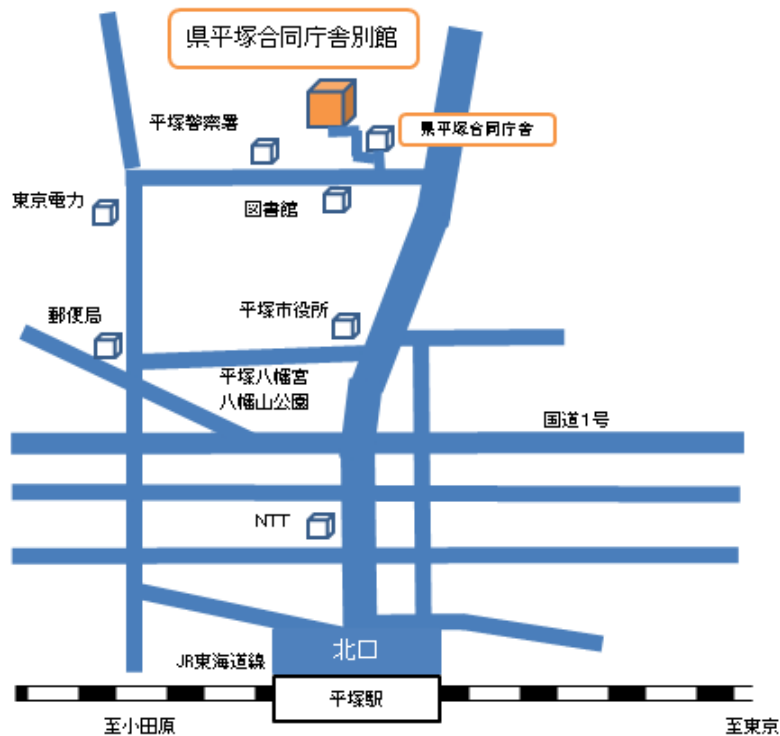 県平塚合同庁舎別館
平塚警察署
県平塚合同庁舎
東京電力
図書館
郵便局
平塚市役所
平塚八幡宮
八幡山公園
国道1号
NTT
北口
JR東海道線
平塚駅
至小田原
至東京